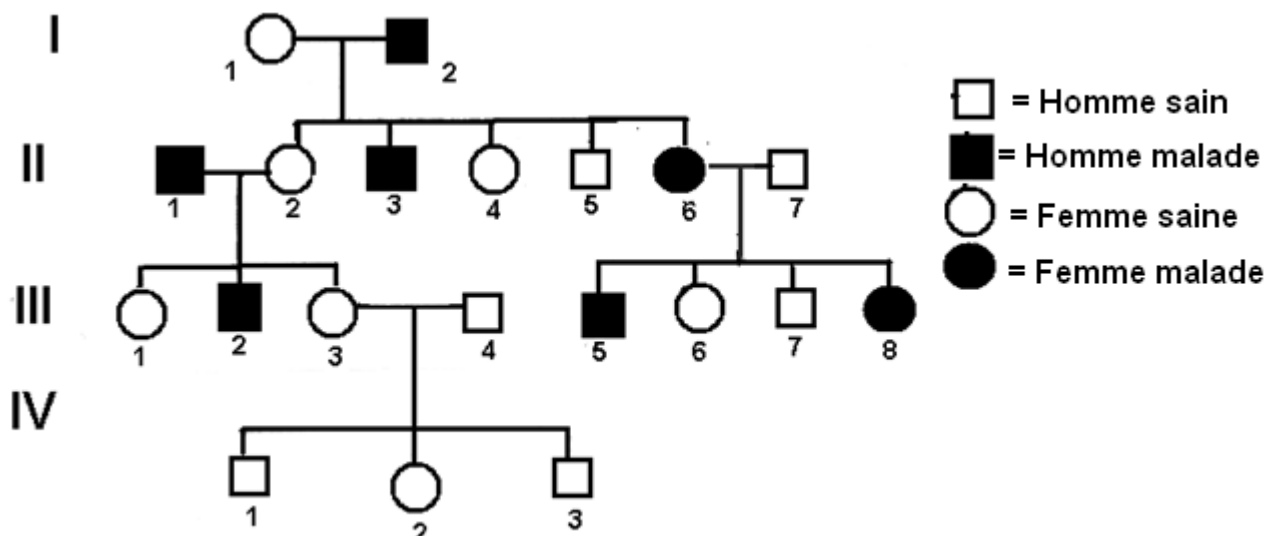 I
1
2
II
1
2
3
4
5
6
7
III
1
2
3
4
5
6
7
8
IV
1
2
3
= Homme sain
= Homme malade
= Femme saine
= Femme malade